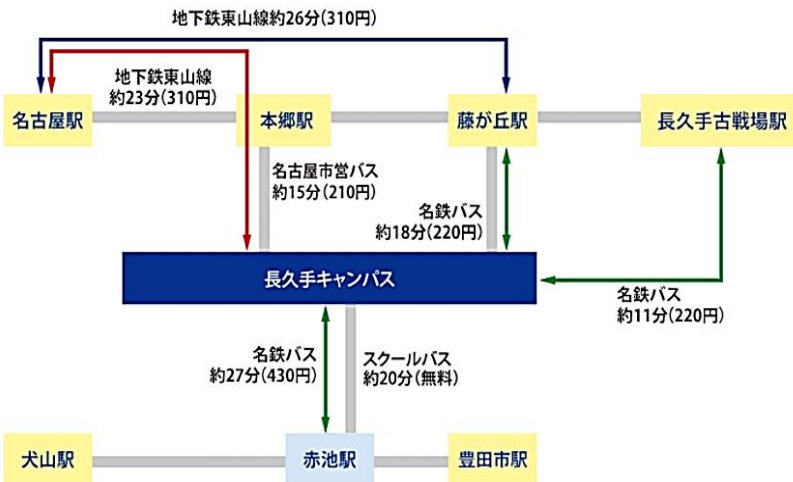 地下鉄東山線約26分(310円)
地下鉄東山線
約23分(310円)
名古屋駅
本郷駅
藤が丘駅
長久手古戦場駅
名古屋市営バス
約15分(210円)
名鉄バス
約18分(220円)
長久手キャンパス
名鉄バス
約11分(220円)
名鉄バス
約27分(430円)
スクールバス
約20分(無料)
犬山駅
赤池駅
豊田市駅